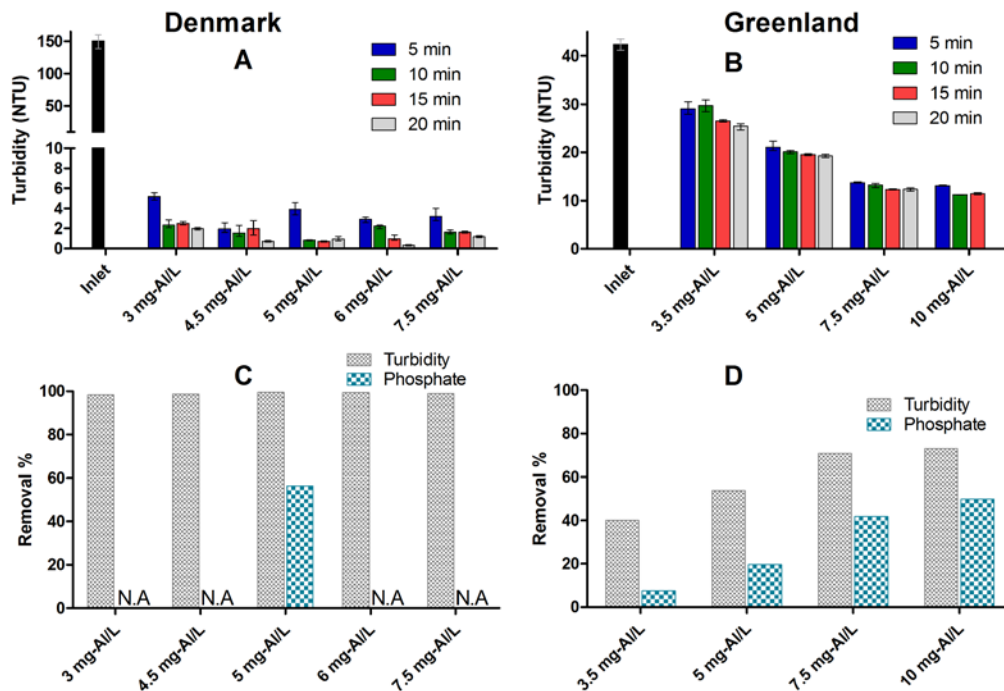 Denmark
A
150
100
50
10
8
6
4
2
0
Turbidity (NTU)
5 min
10 min
15 min
20 min
Inlet
3 mg-Al/L
4.5 mg-Al/L
5 mg-Al/L
6 mg-Al/L
7.5 mg-Al/L
Greenland
B
40
30
20
10
0
Turbidity (NTU)
5 min
10 min
15 min
20 min
Inlet
3.5 mg-Al/L
5 mg-Al/L
7.5 mg-Al/L
10 mg-Al/L
C
Turbidity
Phosphate
100
80
60
40
20
0
Removal %
N.A
N.A
N.A
N.A
3 mg-Al/L
4.5 mg-Al/L
5 mg-Al/L
6 mg-Al/L
7.5 mg-Al/L
D
Turbidity
Phosphate
100
80
60
40
20
0
Removal %
3.5 mg-Al/L
5 mg-Al/L
7.5 mg-Al/L
10 mg-Al/L